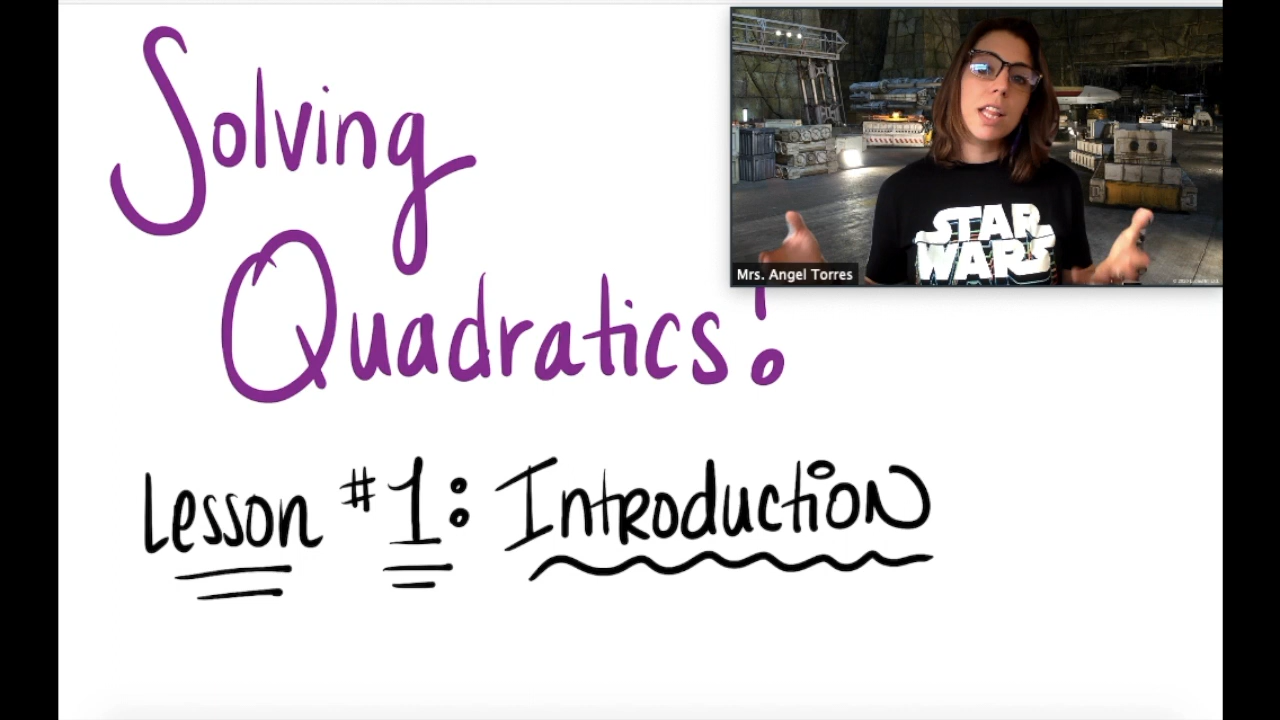 Solving
Quadratics!
STAR
WARS
Mrs. Angel Torres
Lesson #1: Introduction